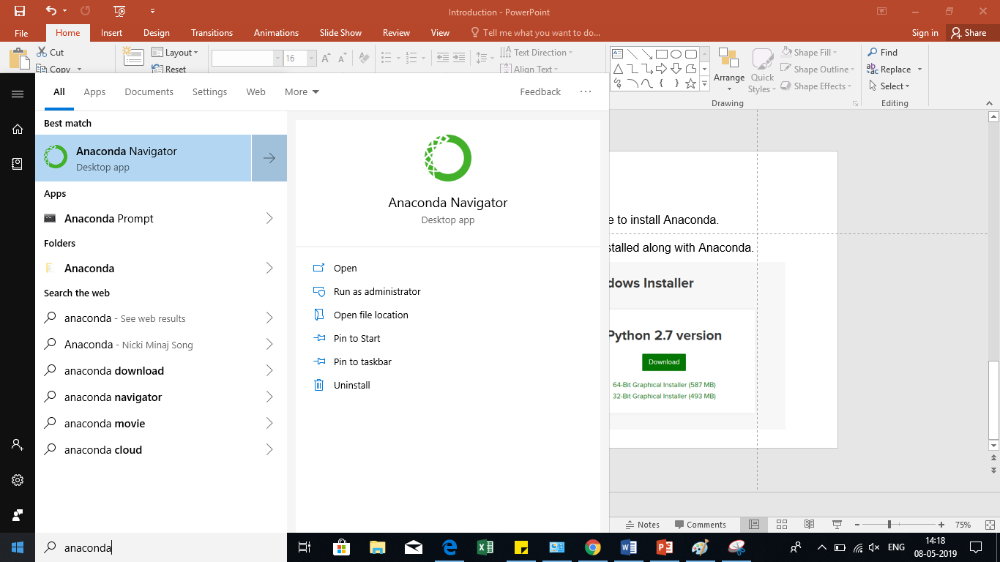 Introduction - PowerPoint
File Home Insert Design Transitions Animations Slide Show Review View Tell me what you want to do... Sign in Share
Cut
Copy
Layout
Reset
16
Text Direction
Align Text
Arrange
Quick
Styles
Shape Fill
Shape Outline
Shape Effects
Drawing
Find
Replace
Select
Editing
All Apps Documents Settings Web More Feedback
Best match
Anaconda Navigator
Desktop app
Apps
Anaconda Prompt
Folders
Anaconda
Search the web
anaconda - See web results
Anaconda - Nicki Minaj Song
anaconda download
anaconda navigator
anaconda movie
anaconda cloud
anaconda
Anaconda Navigator
Desktop app
Open
Run as administrator
Open file location
Pin to Start
Pin to taskbar
Uninstall
e to install Anaconda.
stalled along with Anaconda.
dows Installer
Python 2.7 version
Download
64-Bit Graphical Installer (587 MB)
32-Bit Graphical Installer (493 MB)
Notes Comments 75%
ENG
14:18
08-05-2019